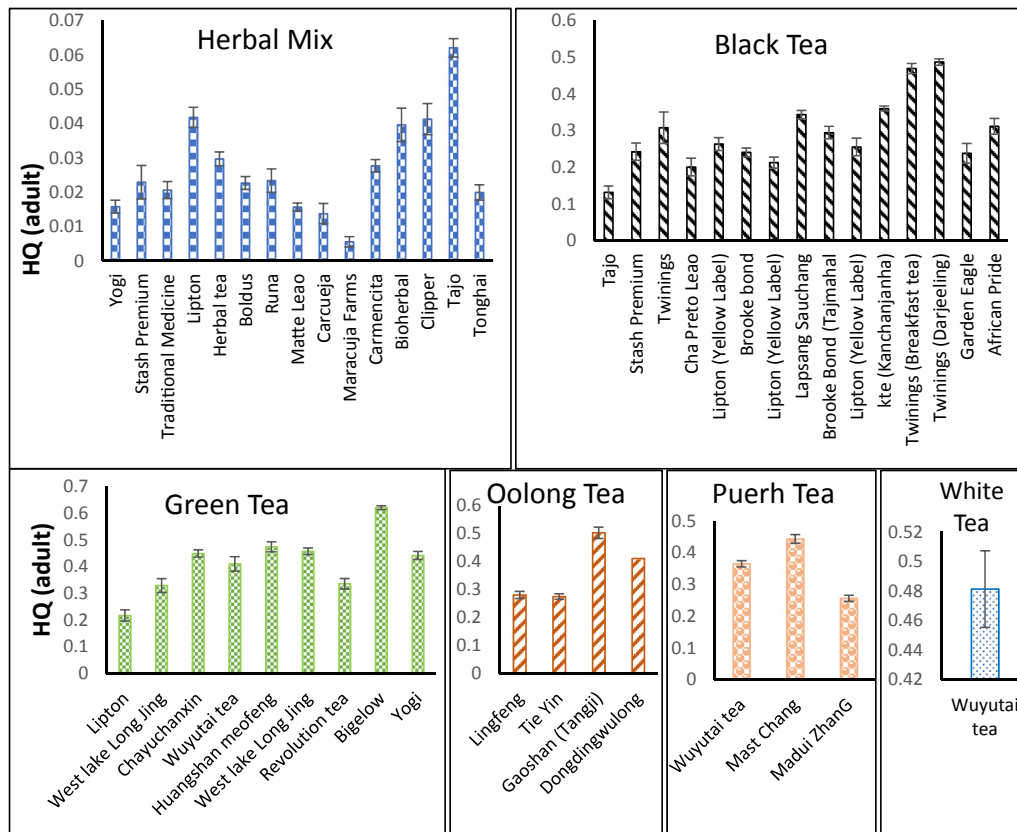 Herbal Mix
HQ (adult)
0.07
0.06
0.05
0.04
0.03
0.02
0.01
0
Yogi
Stash Premium
Traditional Medicine
Lipton
Herbal tea
Boldus
Runa
Matte Leao
Carcueja
Maracuja Farms
Carmencita
Bioherbal
Clipper
Tajo
Tonghai
Black Tea
0.6
0.5
0.4
0.3
0.2
0.1
0
Tajo
Stash Premium
Twinings
Cha Preto Leao
Lipton (Yellow Label)
Brooke bond
Lipton (Yellow Label)
Lapsang Sauchang
Brooke Bond (Tajmahal
Lipton (Yellow Label)
kte (Kanchanjanha)
Twinings (Breakfast tea)
Twinings (Darjeeling)
Garden Eagle
African Pride
Green Tea
HQ (adult)
0.7
0.6
0.5
0.4
0.3
0.2
0.1
0
Lipton
West lake Long Jing
Chayuchanxin
Wuyutai tea
Huangshan meofeng
West lake Long Jing
Revolution tea
Bigelow
Yogi
Oolong Tea
0.6
0.5
0.4
0.3
0.2
0.1
0
Lingfeng
Tie Yin
Gaoshan (Tangji)
Dongdingwulong
Puerh Tea
0.5
0.4
0.3
0.2
0.1
0
Wuyutai tea
Mast Chang
Madui ZhanG
White
Tea
0.52
0.5
0.48
0.46
0.44
0.42
Wuyutai
tea